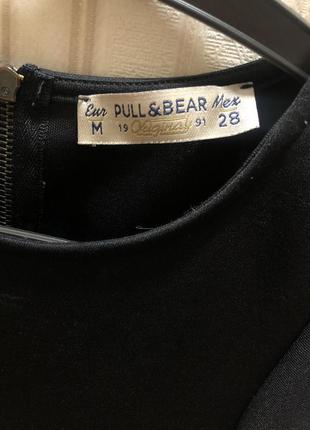 Eur PULL&BEAR Mex
M 19 Original 91 28